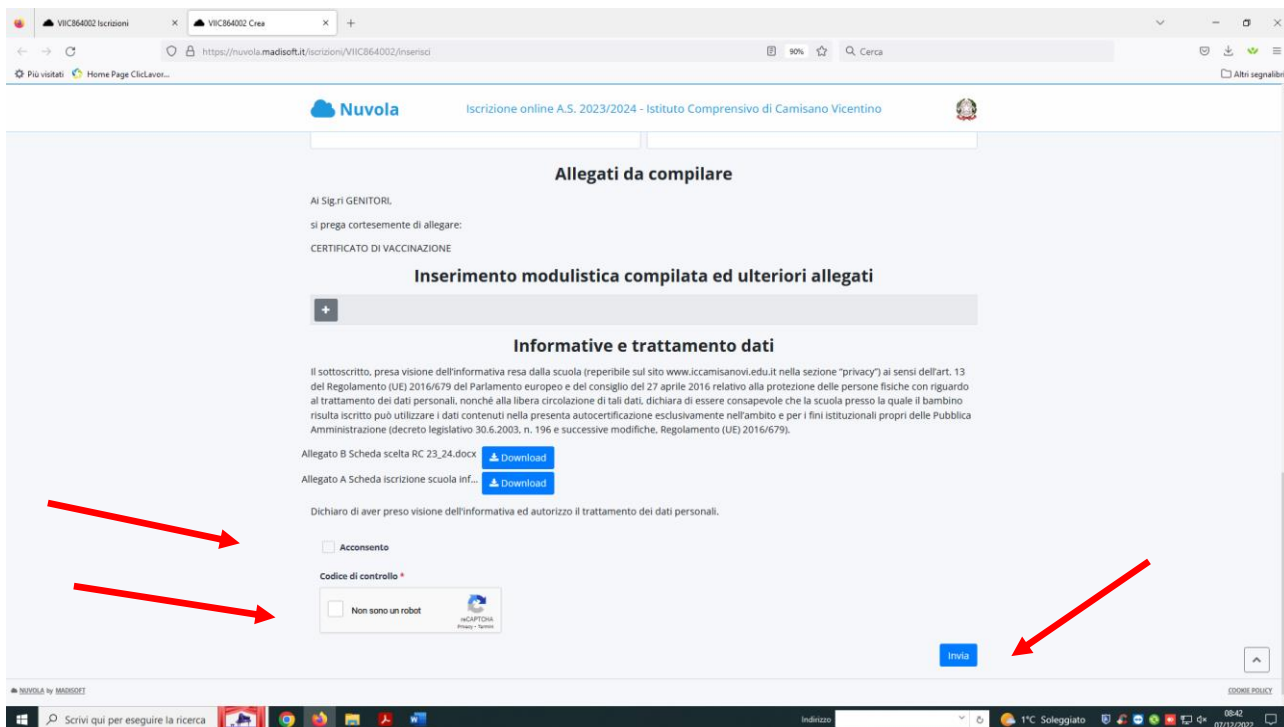 VIIC864002 Iscrizioni
VIIC864002 Crea
https://nuvola.madisoft.it/iscrizioni/VIIC864002/inserisci
90%
Cerca
Più visitati
Home Page ClicLavor...
Altri segnalibri
Nuvola
Iscrizione online A.S. 2023/2024 - Istituto Comprensivo di Camisano Vicentino
Allegati da compilare
Ai Sig.ri GENITORI,
si prega cortesemente di allegare:
CERTIFICATO DI VACCINAZIONE
Inserimento modulistica compilata ed ulteriori allegati
Informative e trattamento dati
Il sottoscritto, presa visione dell'informativa resa dalla scuola (reperibile sul sito www.iccamisanovi.edu.it nella sezione "privacy") ai sensi dell'art. 13
del Regolamento (UE) 2016/679 del Parlamento europeo e del consiglio del 27 aprile 2016 relativo alla protezione delle persone fisiche con riguardo
al trattamento dei dati personali, nonché alla libera circolazione di tali dati, dichiara di essere consapevole che la scuola presso la quale il bambino
risulta iscritto può utilizzare i dati contenuti nella presenta autocertificazione esclusivamente nell'ambito e per i fini istituzionali propri delle Pubblica
Amministrazione (decreto legislativo 30.6.2003, n. 196 e successive modifiche, Regolamento (UE) 2016/679).
Allegato B Scheda scelta RC 23_24.docx
Download
Allegato A Scheda iscrizione scuola inf...
Download
Dichiaro di aver preso visione dell'informativa ed autorizzo il trattamento dei dati personali.
Acconsento
Codice di controllo *
Non sono un robot
reCAPTCHA
Privacy - Termini
Invia
NUVOLA by MADISOFT
COOKIE POLICY
Scrivi qui per eseguire la ricerca
Indirizzo
1°C Soleggiato
08:42
07/12/2022